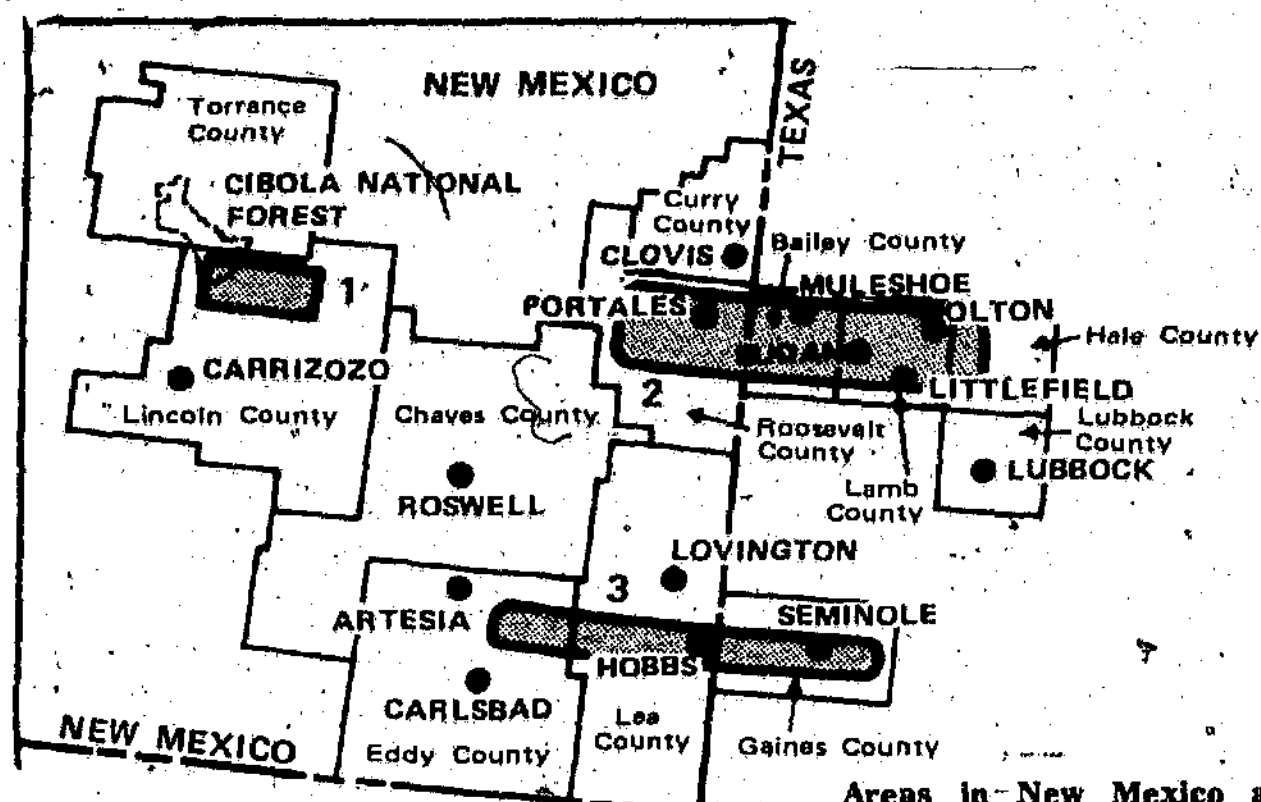 NEW MEXICO
TEXAS
Torrance
County
CIBOLA NATIONAL
FOREST
Curry
County
CLOVIS
Bailey County
1
MULESHOE
PORTALES
OLTON
Hale County
SUDAN
CARRIZOZO
LITTLEFIELD
Lincoln County
Chaves County
2
Roosevelt
County
Lubbock
County
LUBBOCK
Lamb
County
ROSWELL
LOVINGTON
3
ARTESIA
SEMINOLE
HOBBS
CARLSBAD
Eddy County
Lea
County
Gaines County
NEW MEXICO
Areas in New Mexico a